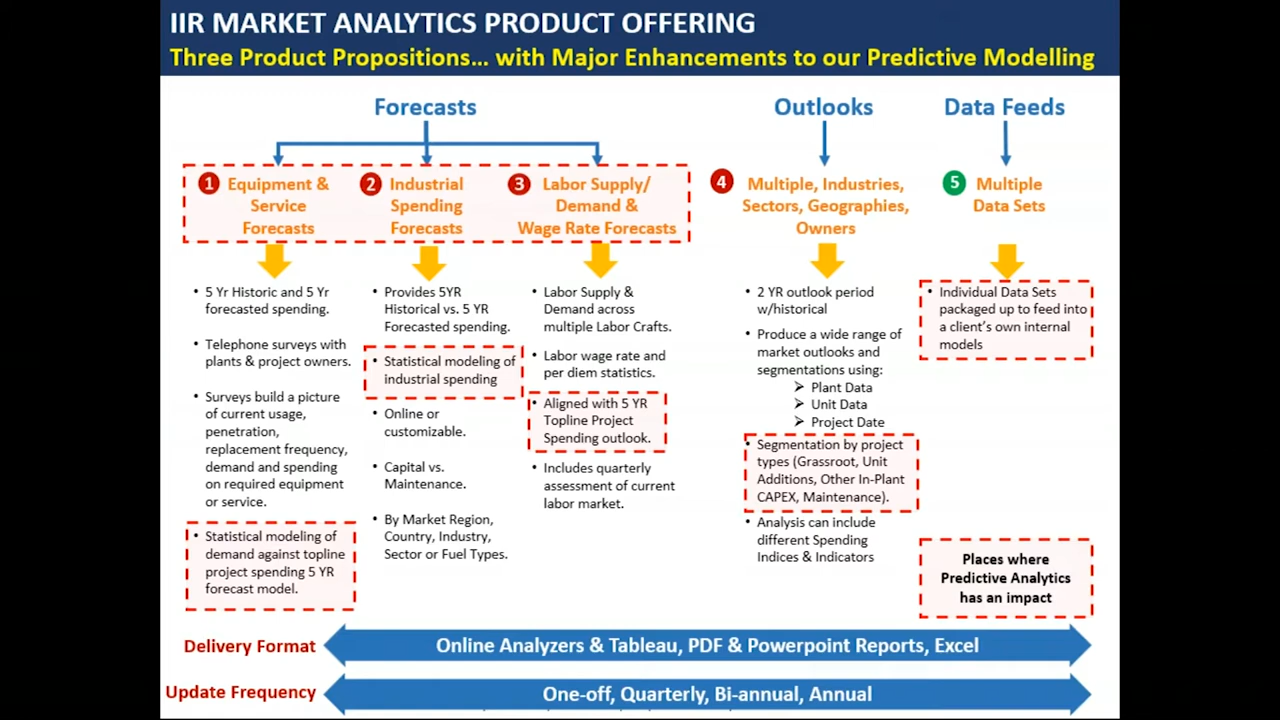 IIR MARKET ANALYTICS PRODUCT OFFERING
Three Product Propositions... with Major Enhancements to our Predictive Modelling
Forecasts
Outlooks
Data Feeds
1 Equipment &
Service
Forecasts
2 Industrial
Spending
Forecasts
3 Labor Supply/
Demand &
Wage Rate Forecasts
4 Multiple, Industries,
Sectors, Geographies,
Owners
5 Multiple
Data Sets
• 5 Yr Historic and 5 Yr
forecasted spending.
• Telephone surveys with
plants & project owners.
• Surveys build a picture
of current usage,
penetration,
replacement frequency,
demand and spending
on required equipment
or service.
• Statistical modeling of
demand against topline
project spending 5 YR
forecast model.
• Provides 5YR
Historical vs. 5 YR
Forecasted spending.
• Statistical modeling of
industrial spending
• Online or
customizable.
• Capital vs.
Maintenance.
• By Market Region,
Country, Industry,
Sector or Fuel Types.
• Labor Supply &
Demand across
multiple Labor Crafts.
• Labor wage rate and
per diem statistics.
• Aligned with 5 YR
Topline Project
Spending outlook.
• Includes quarterly
assessment of current
labor market.
• 2 YR outlook period
w/historical
• Produce a wide range of
market outlooks and
segmentations using:
➢ Plant Data
➢ Unit Data
➢ Project Date
• Segmentation by project
types (Grassroot, Unit
Additions, Other In-Plant
CAPEX, Maintenance).
• Analysis can include
different Spending
Indices & Indicators
• Individual Data Sets
packaged up to feed into
a client's own internal
models
Places where
Predictive Analytics
has an impact
Delivery Format
Online Analyzers & Tableau, PDF & Powerpoint Reports, Excel
Update Frequency
One-off, Quarterly, Bi-annual, Annual